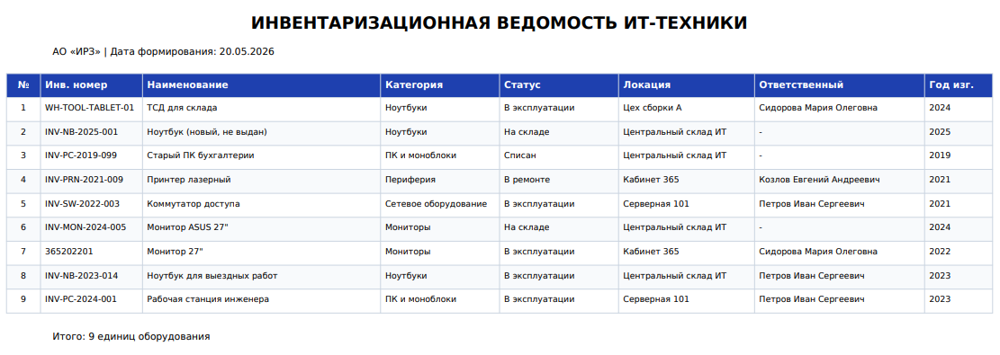 ИНВЕНТАРИЗАЦИОННАЯ ВЕДОМОСТЬ ИТ-ТЕХНИКИ
АО «ИРЗ» | Дата формирования: 20.05.2026
№ Инв. номер Наименование Категория Статус Локация Ответственный Год изг.
1 WH-TOOL-TABLET-01 ТСД для склада Ноутбуки В эксплуатации Цех сборки А Сидорова Мария Олеговна 2024
2 INV-NB-2025-001 Ноутбук (новый, не выдан) Ноутбуки На складе Центральный склад ИТ - 2025
3 INV-PC-2019-099 Старый ПК бухгалтерии ПК и моноблоки Списан Центральный склад ИТ - 2019
4 INV-PRN-2021-009 Принтер лазерный Периферия В ремонте Кабинет 365 Козлов Евгений Андреевич 2021
5 INV-SW-2022-003 Коммутатор доступа Сетевое оборудование В эксплуатации Серверная 101 Петров Иван Сергеевич 2021
6 INV-MON-2024-005 Монитор ASUS 27" Мониторы На складе Центральный склад ИТ - 2024
7 365202201 Монитор 27" Мониторы В эксплуатации Кабинет 365 Сидорова Мария Олеговна 2022
8 INV-NB-2023-014 Ноутбук для выездных работ Ноутбуки В эксплуатации Центральный склад ИТ Петров Иван Сергеевич 2023
9 INV-PC-2024-001 Рабочая станция инженера ПК и моноблоки В эксплуатации Серверная 101 Петров Иван Сергеевич 2023
Итого: 9 единиц оборудования